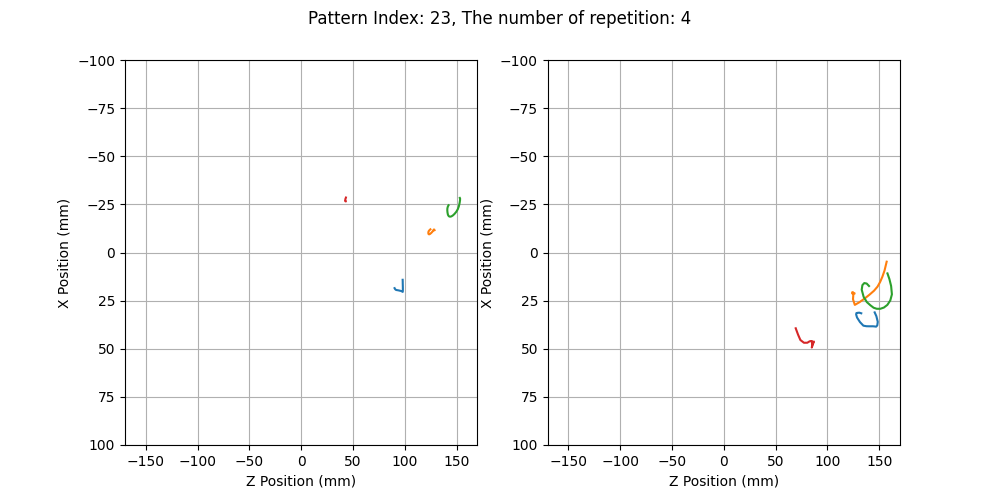 Pattern Index: 23, The number of repetition: 4
−100 −100
−75 −75
−50 −50
−25 −25
0 0
25 25
50 50
75 75
100 100
X Position (mm) X Position (mm)
−150 −100 −50 0 50 100 150 −150 −100 −50 0 50 100 150
Z Position (mm) Z Position (mm)